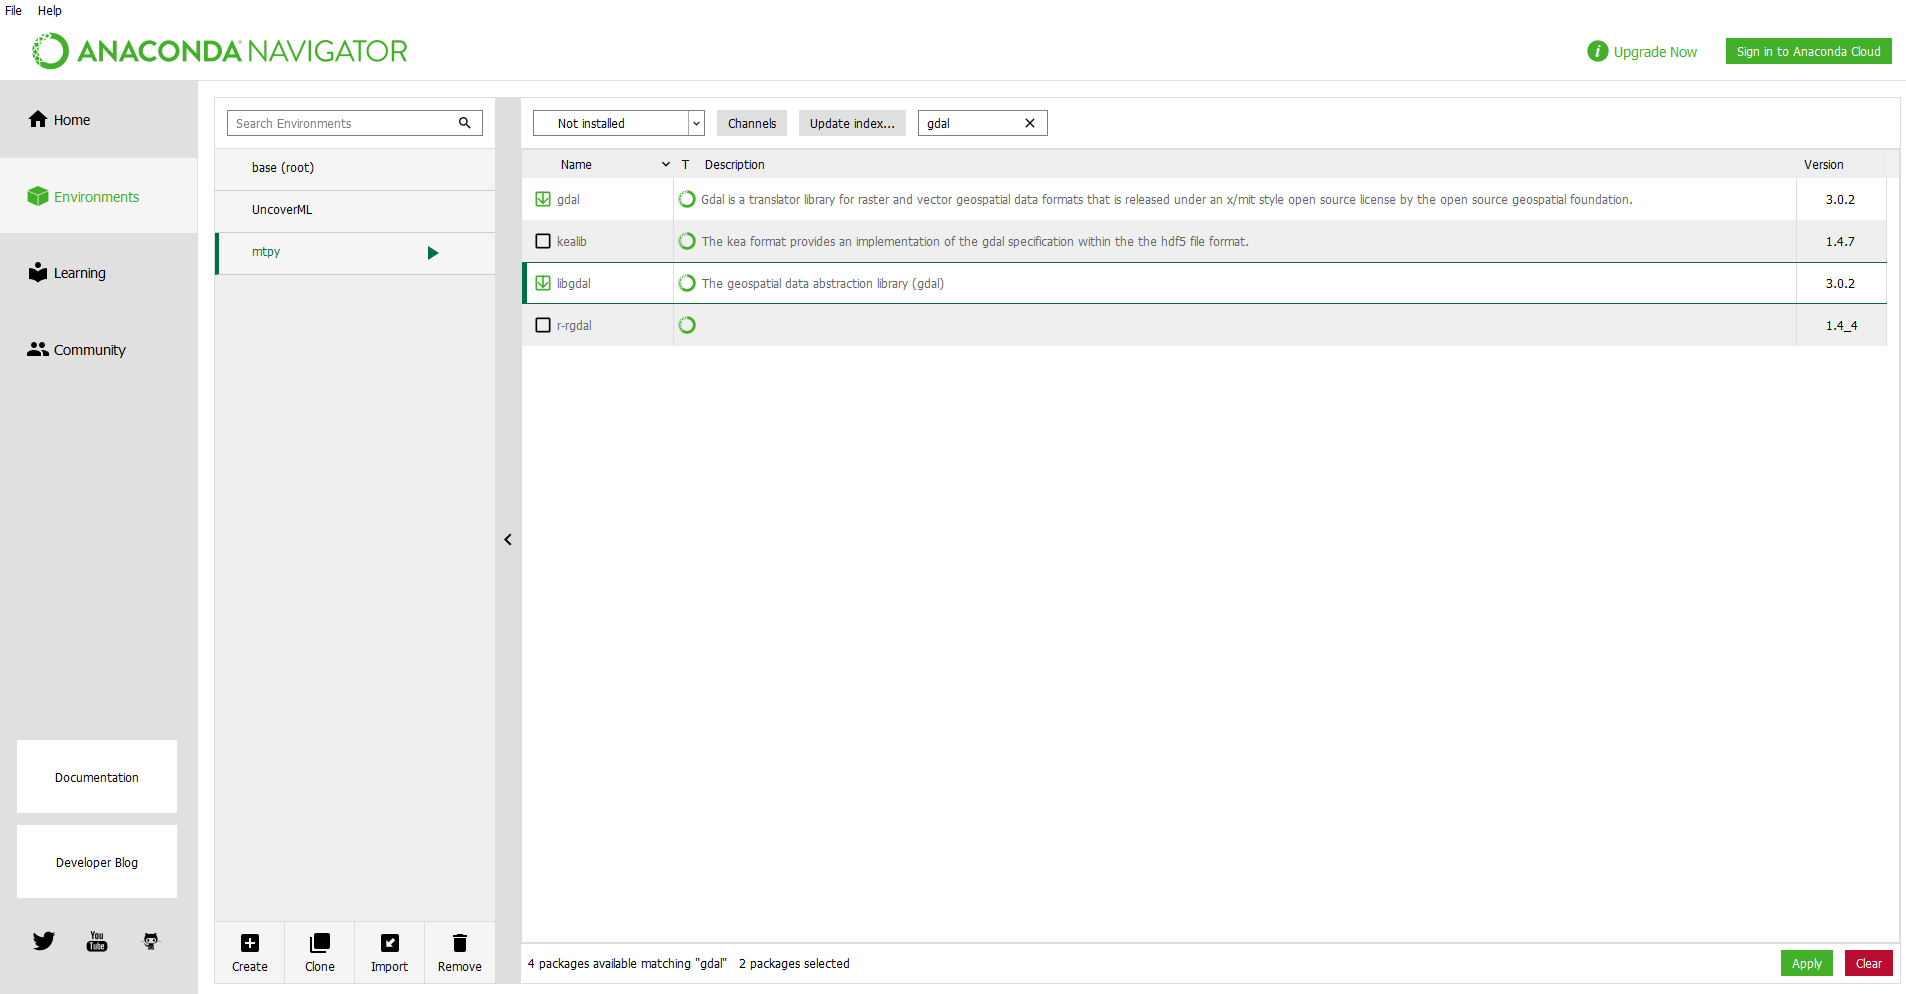 File Help
ANACONDA NAVIGATOR
i Upgrade Now
Sign in to Anaconda Cloud
Home
Environments
Learning
Community
Documentation
Developer Blog
You Tube
Search Environments
base (root)
UncoverML
mtpy
Create Clone Import Remove
Not installed Channels Update index... gdal
Name T Description Version
gdal Gdal is a translator library for raster and vector geospatial data formats that is released under an x/mit style open source license by the open source geospatial foundation. 3.0.2
kealib The kea format provides an implementation of the gdal specification within the the hdf5 file format. 1.4.7
libgdal The geospatial data abstraction library (gdal) 3.0.2
r-rgdal 1.4_4
4 packages available matching "gdal" 2 packages selected
Apply Clear